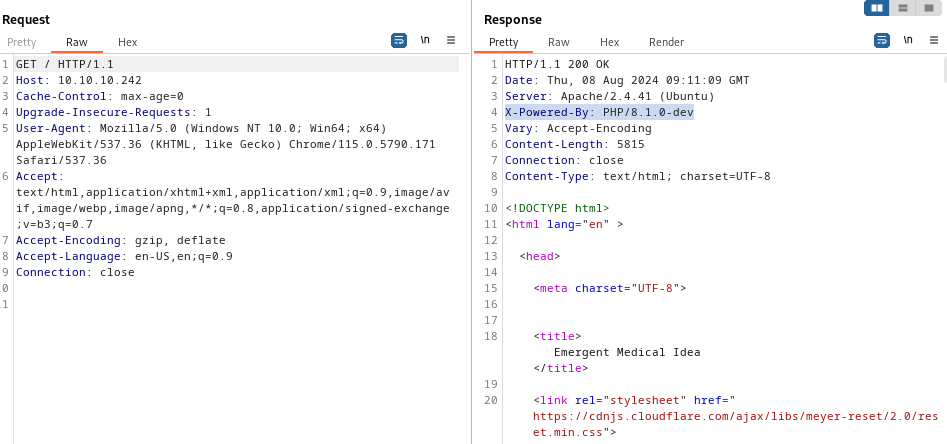 Request
Pretty Raw Hex \n
1 GET / HTTP/1.1
2 Host: 10.10.10.242
3 Cache-Control: max-age=0
4 Upgrade-Insecure-Requests: 1
5 User-Agent: Mozilla/5.0 (Windows NT 10.0; Win64; x64)
AppleWebKit/537.36 (KHTML, like Gecko) Chrome/115.0.5790.171
Safari/537.36
6 Accept:
text/html,application/xhtml+xml,application/xml;q=0.9,image/av
if,image/webp,image/apng,*/*;q=0.8,application/signed-exchange
;v=b3;q=0.7
7 Accept-Encoding: gzip, deflate
8 Accept-Language: en-US,en;q=0.9
9 Connection: close
0
1
Response
Pretty Raw Hex Render \n
1 HTTP/1.1 200 OK
2 Date: Thu, 08 Aug 2024 09:11:09 GMT
3 Server: Apache/2.4.41 (Ubuntu)
4 X-Powered-By: PHP/8.1.0-dev
5 Vary: Accept-Encoding
6 Content-Length: 5815
7 Connection: close
8 Content-Type: text/html; charset=UTF-8
9
10 <!DOCTYPE html>
11 <html lang="en" >
12
13 <head>
14
15 <meta charset="UTF-8">
16
17
18 <title>
Emergent Medical Idea
</title>
19
20 <link rel="stylesheet" href="
https://cdnjs.cloudflare.com/ajax/libs/meyer-reset/2.0/res
et.min.css">